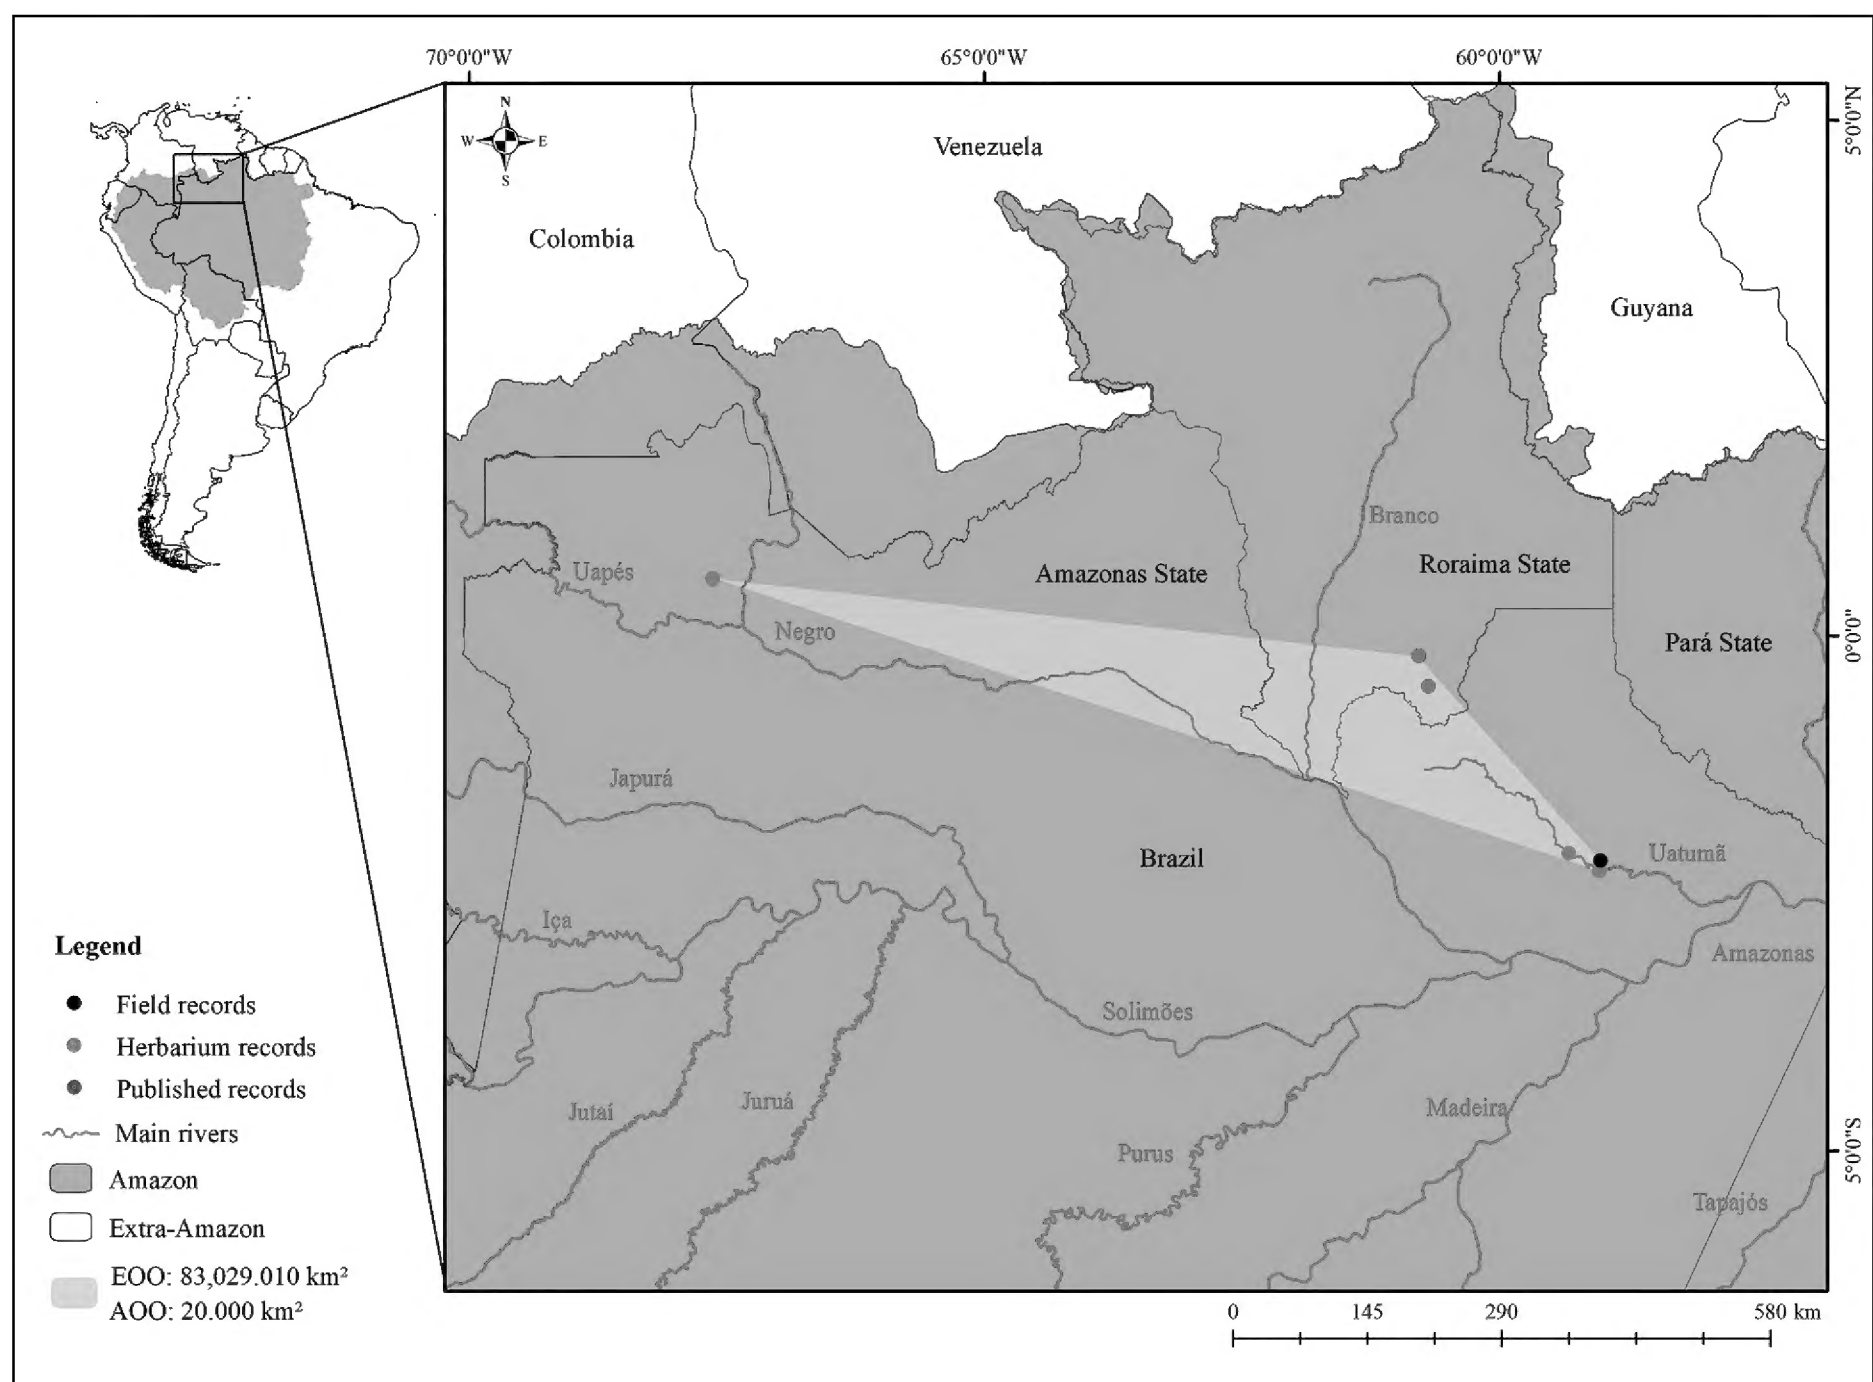 70°0'0"W
65°0'0"W
60°0'0"W
5°0'0"N
N
W
E
S
Venezuela
Colombia
Guyana
Branco
Roraima State
Amazonas State
Uapés
Negro
Pará State
0°0'0"
Japurá
Brazil
Uatumã
Iça
Amazonas
Solimões
Jutaí
Juruá
Madeira
Purus
Tapajós
5°0'0"S
Legend
Field records
Herbarium records
Published records
Main rivers
Amazon
Extra-Amazon
EOO: 83,029.010 km²
AOO: 20.000 km²
0
145
290
580 km